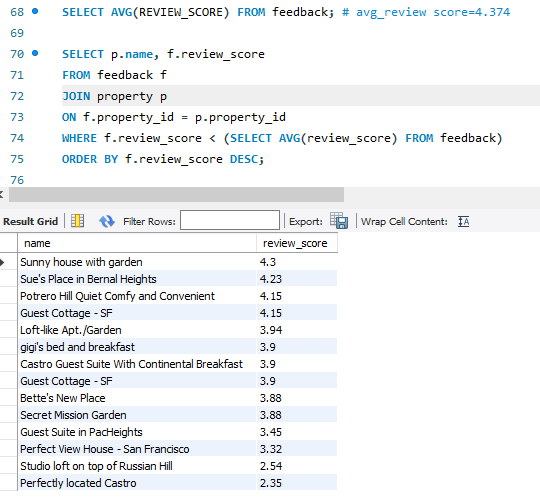 68 SELECT AVG(REVIEW_SCORE) FROM feedback; # avg_review score=4.374
69
70 SELECT p.name, f.review_score
71 FROM feedback f
72 JOIN property p
73 ON f.property_id = p.property_id
74 WHERE f.review_score < (SELECT AVG(review_score) FROM feedback)
75 ORDER BY f.review_score DESC;
76
Result Grid Filter Rows: Export: Wrap Cell Content: IA
name review_score
Sunny house with garden 4.3
Sue's Place in Bernal Heights 4.23
Potrero Hill Quiet Comfy and Convenient 4.15
Guest Cottage - SF 4.15
Loft-like Apt./Garden 3.94
gigi's bed and breakfast 3.9
Castro Guest Suite With Continental Breakfast 3.9
Guest Cottage - SF 3.9
Bette's New Place 3.88
Secret Mission Garden 3.88
Guest Suite in PacHeights 3.45
Perfect View House - San Francisco 3.32
Studio loft on top of Russian Hill 2.54
Perfectly located Castro 2.35